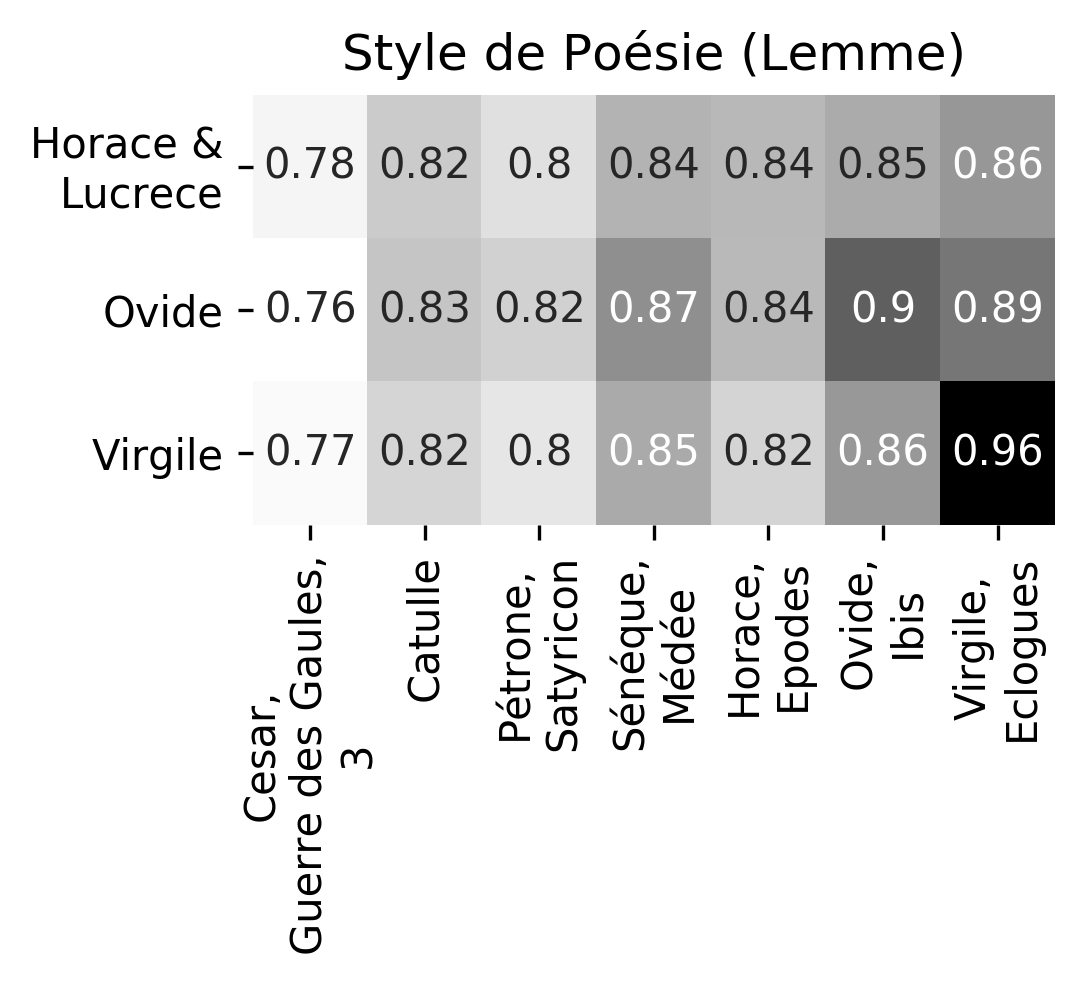 Style de Poésie (Lemme)
Horace &
Lucrece
0.78 0.82 0.8 0.84 0.84 0.85 0.86
Ovide
0.76 0.83 0.82 0.87 0.84 0.9 0.89
Virgile
0.77 0.82 0.8 0.85 0.82 0.86 0.96
Cesar,
Guerre des Gaules,
3
Catulle
Pétrone,
Satyricon
Sénéque,
Médée
Horace,
Epodes
Ovide,
Ibis
Virgile,
Eclogues